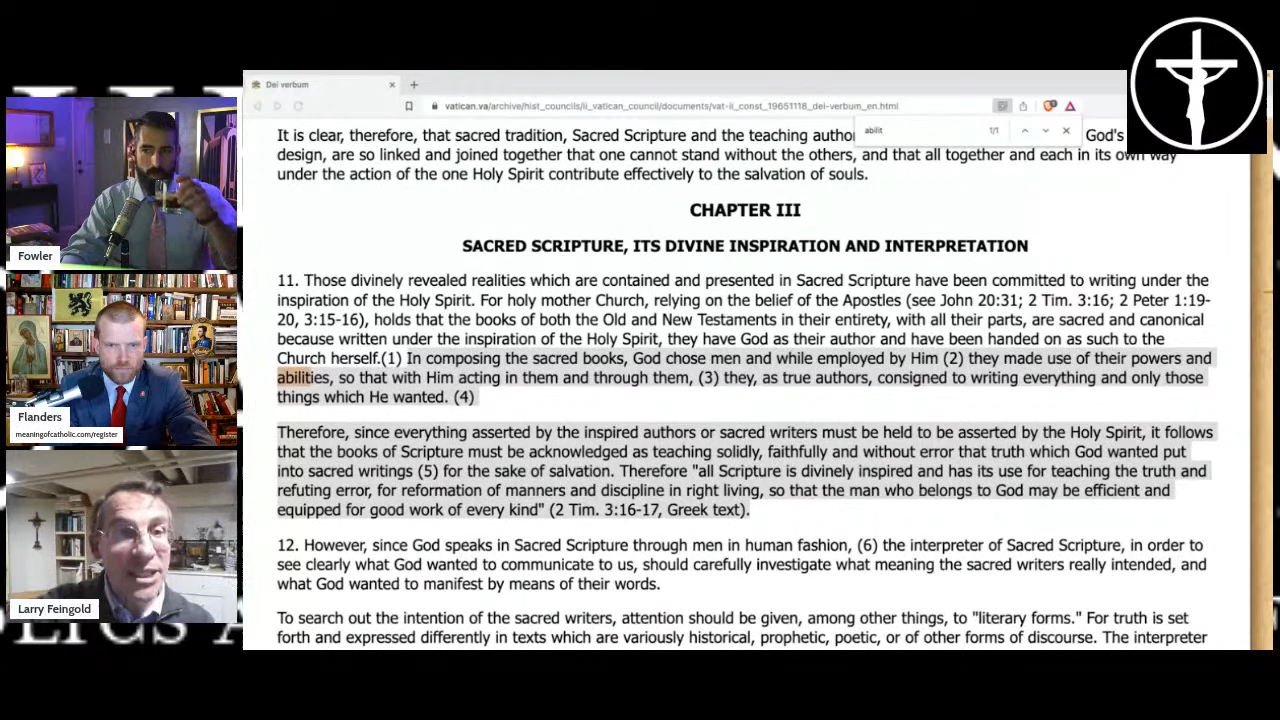 Dei verbum
vatican.va/archive/hist_councils/ii_vatican_council/documents/vat-ii_const_19651118_dei-verbum_en.html
abilit
1/1
It is clear, therefore, that sacred tradition, Sacred Scripture and the teaching author God's
design, are so linked and joined together that one cannot stand without the others, and that all together and each in its own way
under the action of the one Holy Spirit contribute effectively to the salvation of souls.
CHAPTER III
SACRED SCRIPTURE, ITS DIVINE INSPIRATION AND INTERPRETATION
11. Those divinely revealed realities which are contained and presented in Sacred Scripture have been committed to writing under the
inspiration of the Holy Spirit. For holy mother Church, relying on the belief of the Apostles (see John 20:31; 2 Tim. 3:16; 2 Peter 1:19-
20, 3:15-16), holds that the books of both the Old and New Testaments in their entirety, with all their parts, are sacred and canonical
because written under the inspiration of the Holy Spirit, they have God as their author and have been handed on as such to the
Church herself.(1) In composing the sacred books, God chose men and while employed by Him (2) they made use of their powers and
abilities, so that with Him acting in them and through them, (3) they, as true authors, consigned to writing everything and only those
things which He wanted. (4)
Therefore, since everything asserted by the inspired authors or sacred writers must be held to be asserted by the Holy Spirit, it follows
that the books of Scripture must be acknowledged as teaching solidly, faithfully and without error that truth which God wanted put
into sacred writings (5) for the sake of salvation. Therefore "all Scripture is divinely inspired and has its use for teaching the truth and
refuting error, for reformation of manners and discipline in right living, so that the man who belongs to God may be efficient and
equipped for good work of every kind" (2 Tim. 3:16-17, Greek text).
12. However, since God speaks in Sacred Scripture through men in human fashion, (6) the interpreter of Sacred Scripture, in order to
see clearly what God wanted to communicate to us, should carefully investigate what meaning the sacred writers really intended, and
what God wanted to manifest by means of their words.
To search out the intention of the sacred writers, attention should be given, among other things, to "literary forms." For truth is set
forth and expressed differently in texts which are variously historical, prophetic, poetic, or of other forms of discourse. The interpreter
Fowler
Flanders
meaningofcatholic.com/register
Larry Feingold